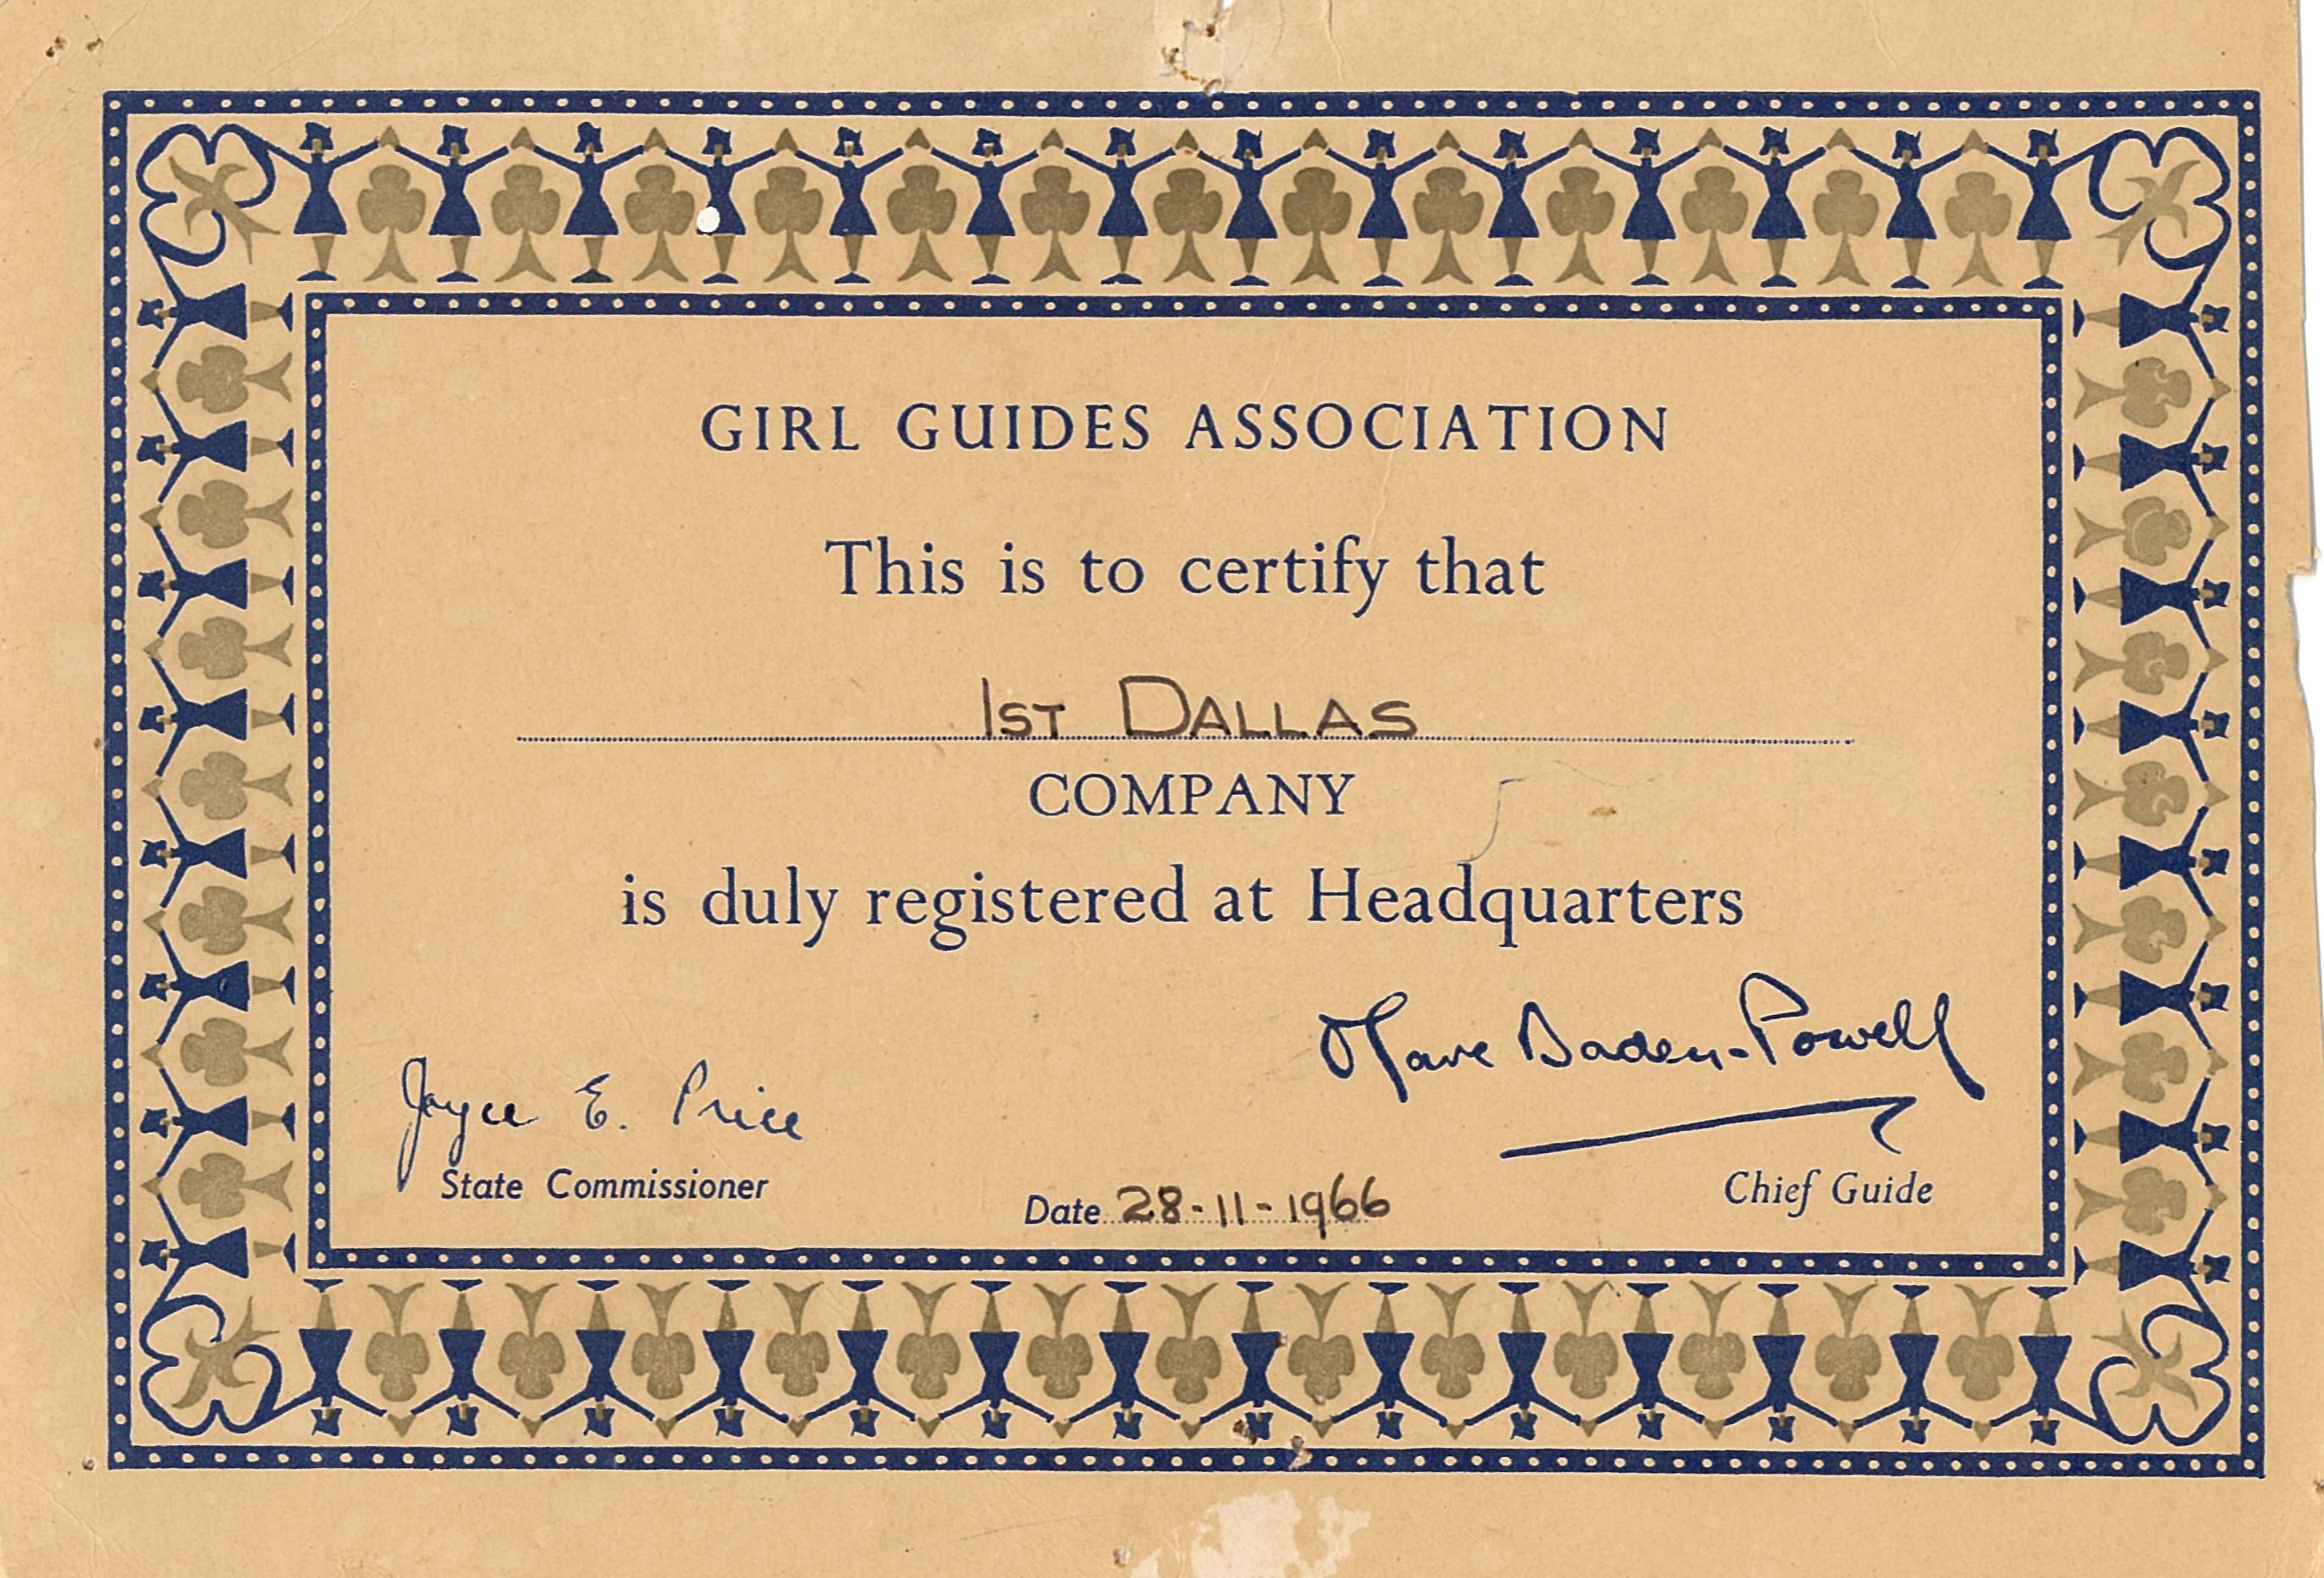 GIRL GUIDES ASSOCIATION
This is to certify that
1ST DALLAS
COMPANY
is duly registered at Headquarters
Olave Baden-Powell
Joyce E. Price
State Commissioner
Chief Guide
Date 28-11-1966